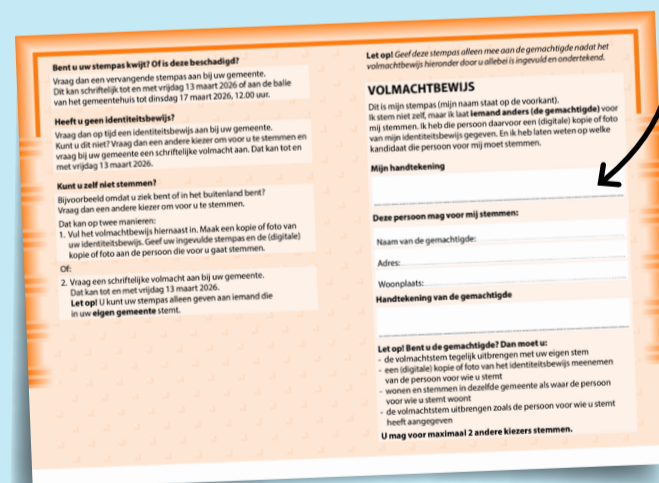 Bent u uw stempas kwijt? Of is deze beschadigd?
Vraag dan een vervangende stempas aan bij uw gemeente.
Dit kan schriftelijk tot en met vrijdag 13 maart 2026 of aan de balie
van het gemeentehuis tot dinsdag 17 maart 2026, 12.00 uur.
Heeft u geen identiteitsbewijs?
Vraag dan op tijd een identiteitsbewijs aan bij uw gemeente.
Kunt u dit niet? Vraag dan een andere kiezer om voor u te stemmen en
vraag bij uw gemeente een schriftelijke volmacht aan. Dat kan tot en
met vrijdag 13 maart 2026.
Kunt u zelf niet stemmen?
Bijvoorbeeld omdat u ziek bent of in het buitenland bent?
Vraag dan een andere kiezer om voor u te stemmen.
Dat kan op twee manieren:
1. Vul het volmachtbewijs hiernaast in. Maak een kopie of foto van
uw identiteitsbewijs. Geef uw ingevulde stempas en de (digitale)
kopie of foto aan de persoon die voor u gaat stemmen.
Of:
2. Vraag een schriftelijke volmacht aan bij uw gemeente.
Dat kan tot en met vrijdag 13 maart 2026.
Let op! U kunt uw stempas alleen geven aan iemand die
in uw eigen gemeente stemt.
Let op! Geef deze stempas alleen mee aan de gemachtigde nadat het
volmachtbewijs hieronder door u allebei is ingevuld en ondertekend.
VOLMACHTBEWIJS
Dit is mijn stempas (mijn naam staat op de voorkant).
Ik stem niet zelf, maar ik laat iemand anders (de gemachtigde) voor
mij stemmen. Ik heb die persoon daarvoor een (digitale) kopie of foto
van mijn identiteitsbewijs gegeven. En ik heb laten weten op welke
kandidaat die persoon voor mij moet stemmen.
Mijn handtekening
Deze persoon mag voor mij stemmen:
Naam van de gemachtigde:
Adres:
Woonplaats:
Handtekening van de gemachtigde
Let op! Bent u de gemachtigde? Dan moet u:
- de volmachtstem tegelijk uitbrengen met uw eigen stem
- een (digitale) kopie of foto van het identiteitsbewijs meenemen
van de persoon voor wie u stemt
- wonen en stemmen in dezelfde gemeente als waar de persoon
voor wie u stemt woont
- de volmachtstem uitbrengen zoals de persoon voor wie u stemt
heeft aangegeven
U mag voor maximaal 2 andere kiezers stemmen.